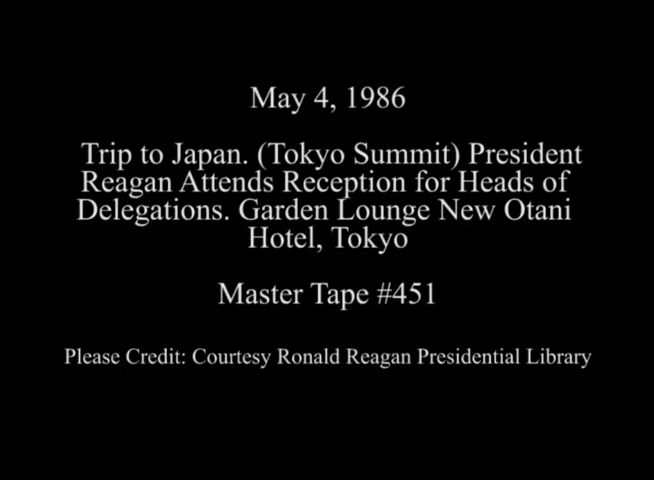 May 4, 1986
Trip to Japan. (Tokyo Summit) President
Reagan Attends Reception for Heads of
Delegations. Garden Lounge New Otani
Hotel, Tokyo
Master Tape #451
Please Credit: Courtesy Ronald Reagan Presidential Library